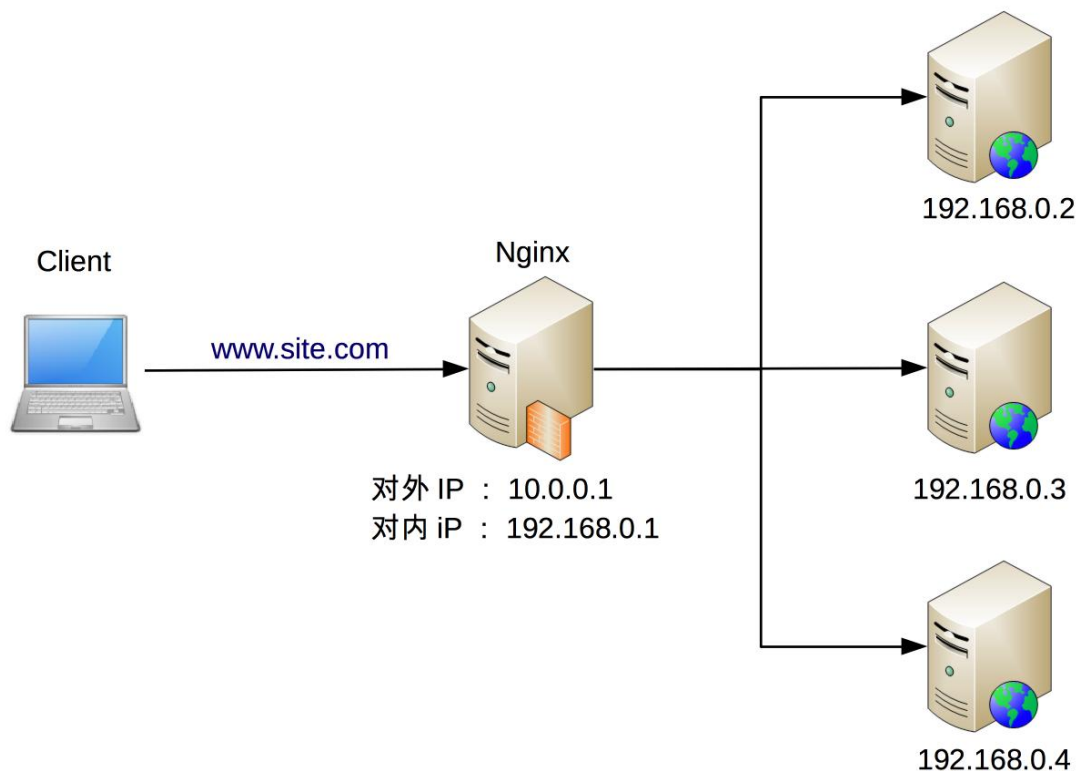 Client
www.site.com
Nginx
对外 IP ： 10.0.0.1
对内 iP ： 192.168.0.1
192.168.0.2
192.168.0.3
192.168.0.4